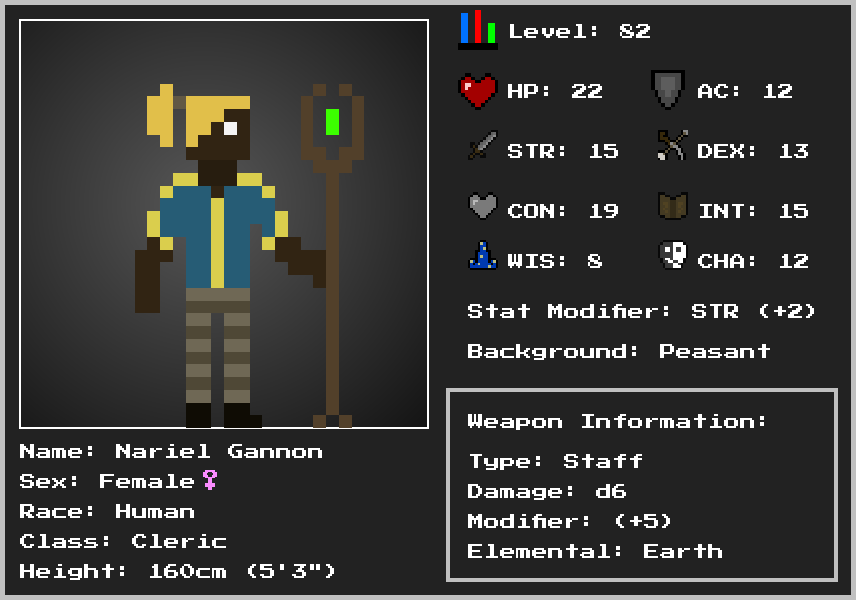 Level: 82
HP: 22
AC: 12
STR: 15
DEX: 13
CON: 19
INT: 15
WIS: 8
CHA: 12
Stat Modifier: STR (+2)
Background: Peasant
Weapon Information:
Type: Staff
Damage: d6
Modifier: (+5)
Elemental: Earth
Name: Nariel Gannon
Sex: Female♀
Race: Human
Class: Cleric
Height: 160cm (5'3")